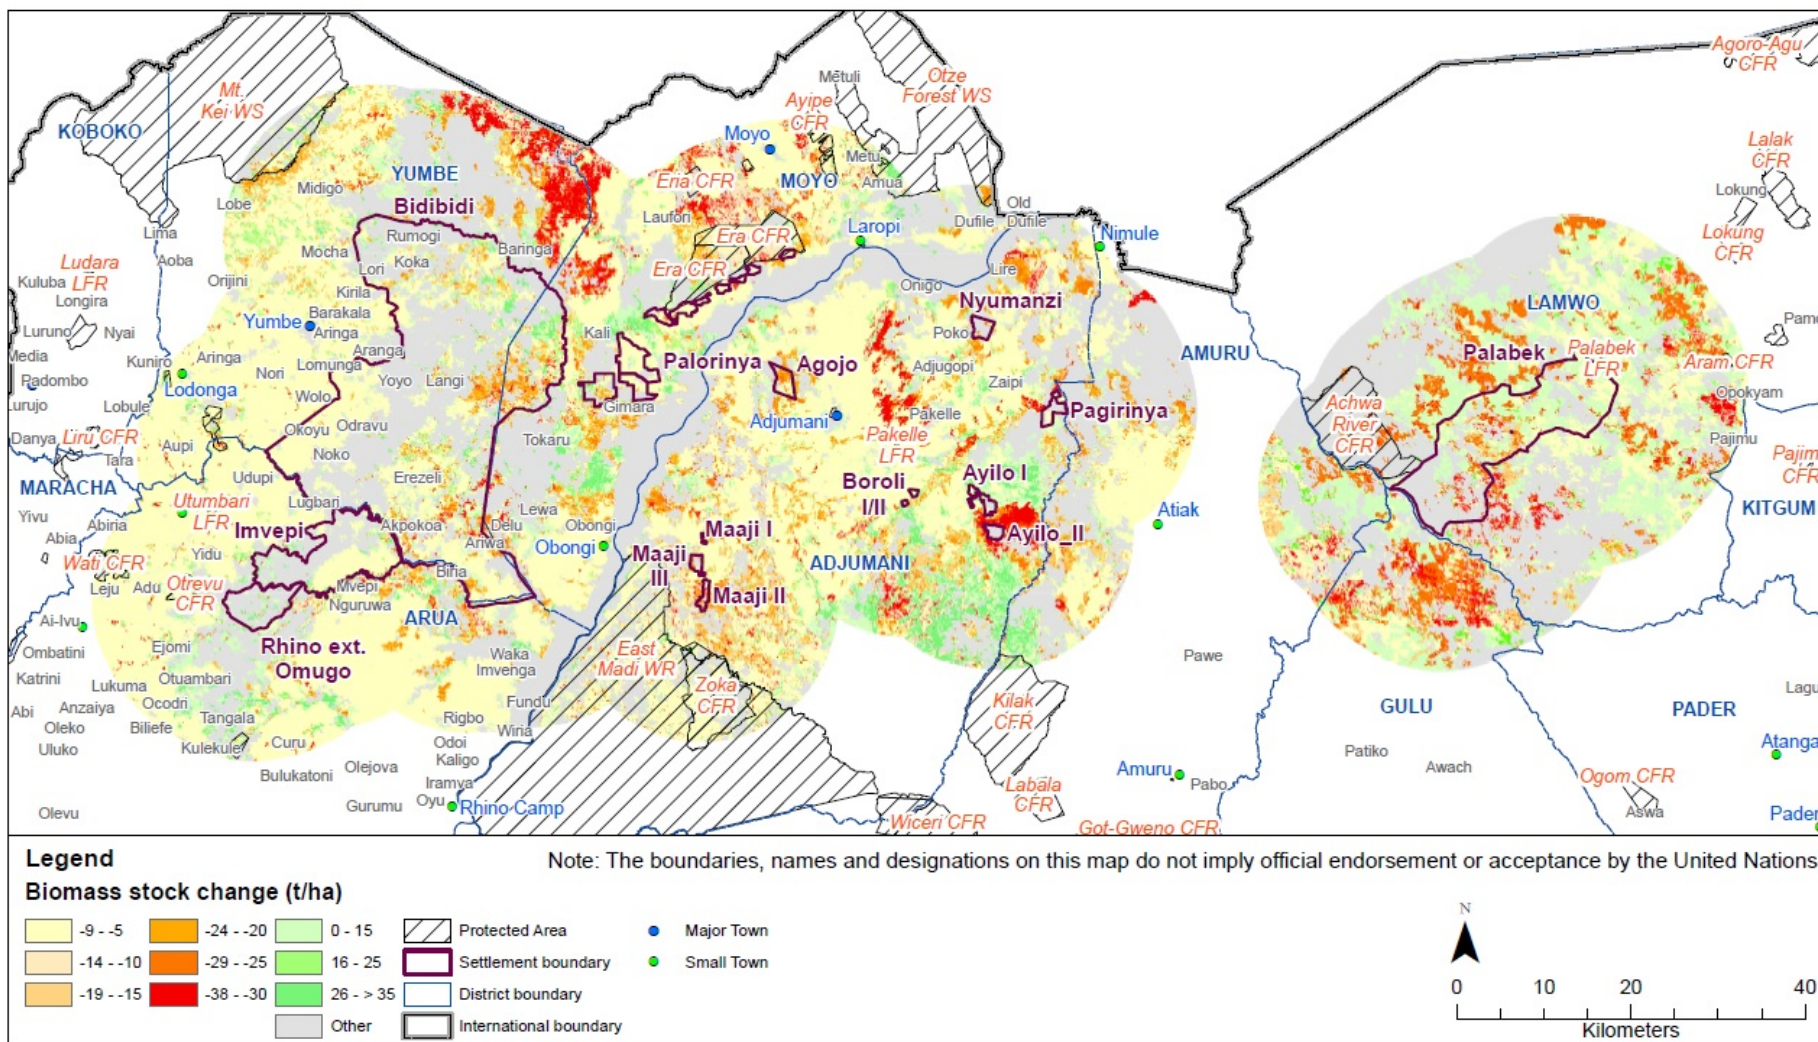 Agoro-Agu
CFR
Mt.
Kei WS
KOBOKO
Metuli
Otze
Forest WS
Ayipe
CFR
Moyo
Metu
Lalak
CFR
Lokung
YUMBE
Midigo
Bidibidi
Lobe
Eria CFR
MOYO
Amua
Laufori
Old
Dufile
Dufile
Lokung
CFR
Lima
Rumogi
Baringa
Era CFR
Laropi
Nimule
Mocha
Koka
Lori
Aoba
Ludara
LFR
Kuluba
Longira
Orijini
Kirila
Era CFR
Lire
Onigo
Nyumanzi
LAMWO
Luruno
Nyai
Yumbe
Barakala
Aringa
Kali
Poko
Media
Kuniro
Aringa
Aranga
Lomunga
Palorinya
Agojo
Adjugopi
AMURU
Palabek
Palabek
LFR
Aram CFR
Padombo
Lodonga
Nori
Yoyo
Langi
Zaipi
Opokyam
Lurujo
Lobule
Wolo
Gimara
Adjumani
Pakelle
Pagirinya
Achwa
River
CFR
Danya
Liru CFR
Tara
Aupi
Okoyu
Odravu
Noko
Tokaru
Pakelle
LFR
Pajimu
MARACHA
Udupi
Erezeli
Boroli
I/II
Ayilo I
KITGUM
Yivu
Abiria
Utumbari
LFR
Lugbari
Lewa
Atiak
Abia
Imvepi
Akpokoa
Delu
Ariwa
Obongi
Obongi
Maaji I
Ayilo_II
Wati CFR
Yidu
Maaji
III
ADJUMANI
Leju
Adu
Otrevu
CFR
Mvepi
Bina
Nguruwa
Maaji II
ARUA
Ai-Ivu
Ombatini
Ejomi
Rhino ext.
Omugo
Waka
Imvenga
East
Madi WR
Pawe
Katrini
Lukuma
Otuambari
Zoka
CFR
Kilak
CFR
Lagu
Abi
Anzaiya
Ocodri
Fundu
GULU
PADER
Oleko
Biliefe
Tangala
Rigbo
Wiria
Uluko
Kulekule
Curu
Odoi
Kaligo
Patiko
Awach
Atanga
Bulukatoni
Olejova
Iramva
Amuru
Pabo
Labala
CFR
Ogom CFR
Olevu
Gurumu
Oyu
Rhino Camp
Wiceri CFR
Got-Gweno CFR
Aswa
Pader
Legend
Note: The boundaries, names and designations on this map do not imply official endorsement or acceptance by the United Nations
Biomass stock change (t/ha)
-9 - -5
-24 - -20
0 - 15
Protected Area
Major Town
-14 - -10
-29 - -25
16 - 25
Settlement boundary
Small Town
-19 - -15
-38 - -30
26 - > 35
District boundary
Other
International boundary
N
0 10 20 40
Kilometers